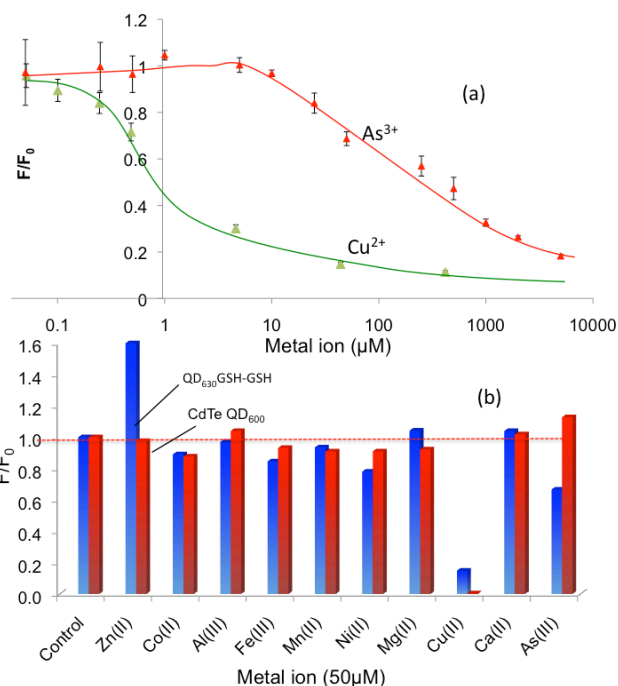 1.2
1
0.8
0.6
0.4
0.2
0
F/F₀
(a)
As³⁺
Cu²⁺
0.1 1 10 100 1000 10000
Metal ion (µM)
1.6
1.4
1.2
1.0
0.8
0.6
0.4
0.2
0.0
F/F₀
(b)
QD₆₃₀GSH-GSH
CdTe QD₆₀₀
Control Zn(II) Co(II) Al(III) Fe(III) Mn(II) Ni(II) Mg(II) Cu(II) Ca(II) As(III)
Metal ion (50µM)